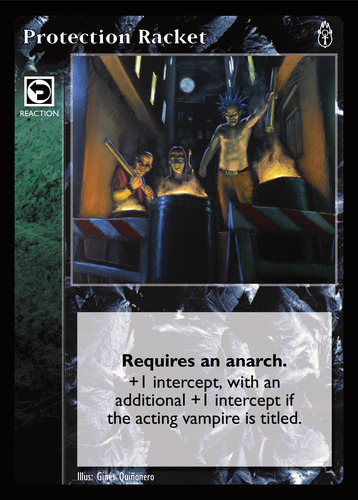 Protection Racket
REACTION
Requires an anarch.
+1 intercept, with an
additional +1 intercept if
the acting vampire is titled.
Illus: Ginés Quiñonero